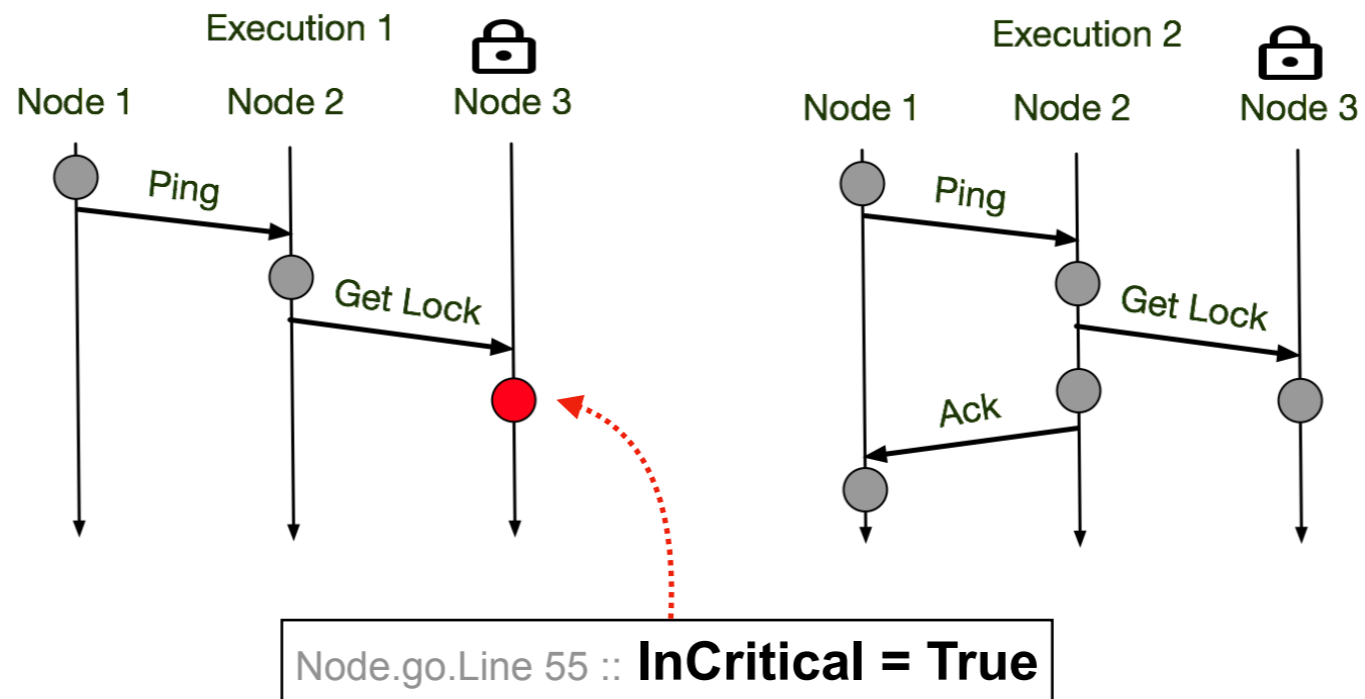 Execution 1
Node 1 Node 2 Node 3
Ping
Get Lock
Execution 2
Node 1 Node 2 Node 3
Ping
Get Lock
Ack
Node.go.Line 55 :: InCritical = True